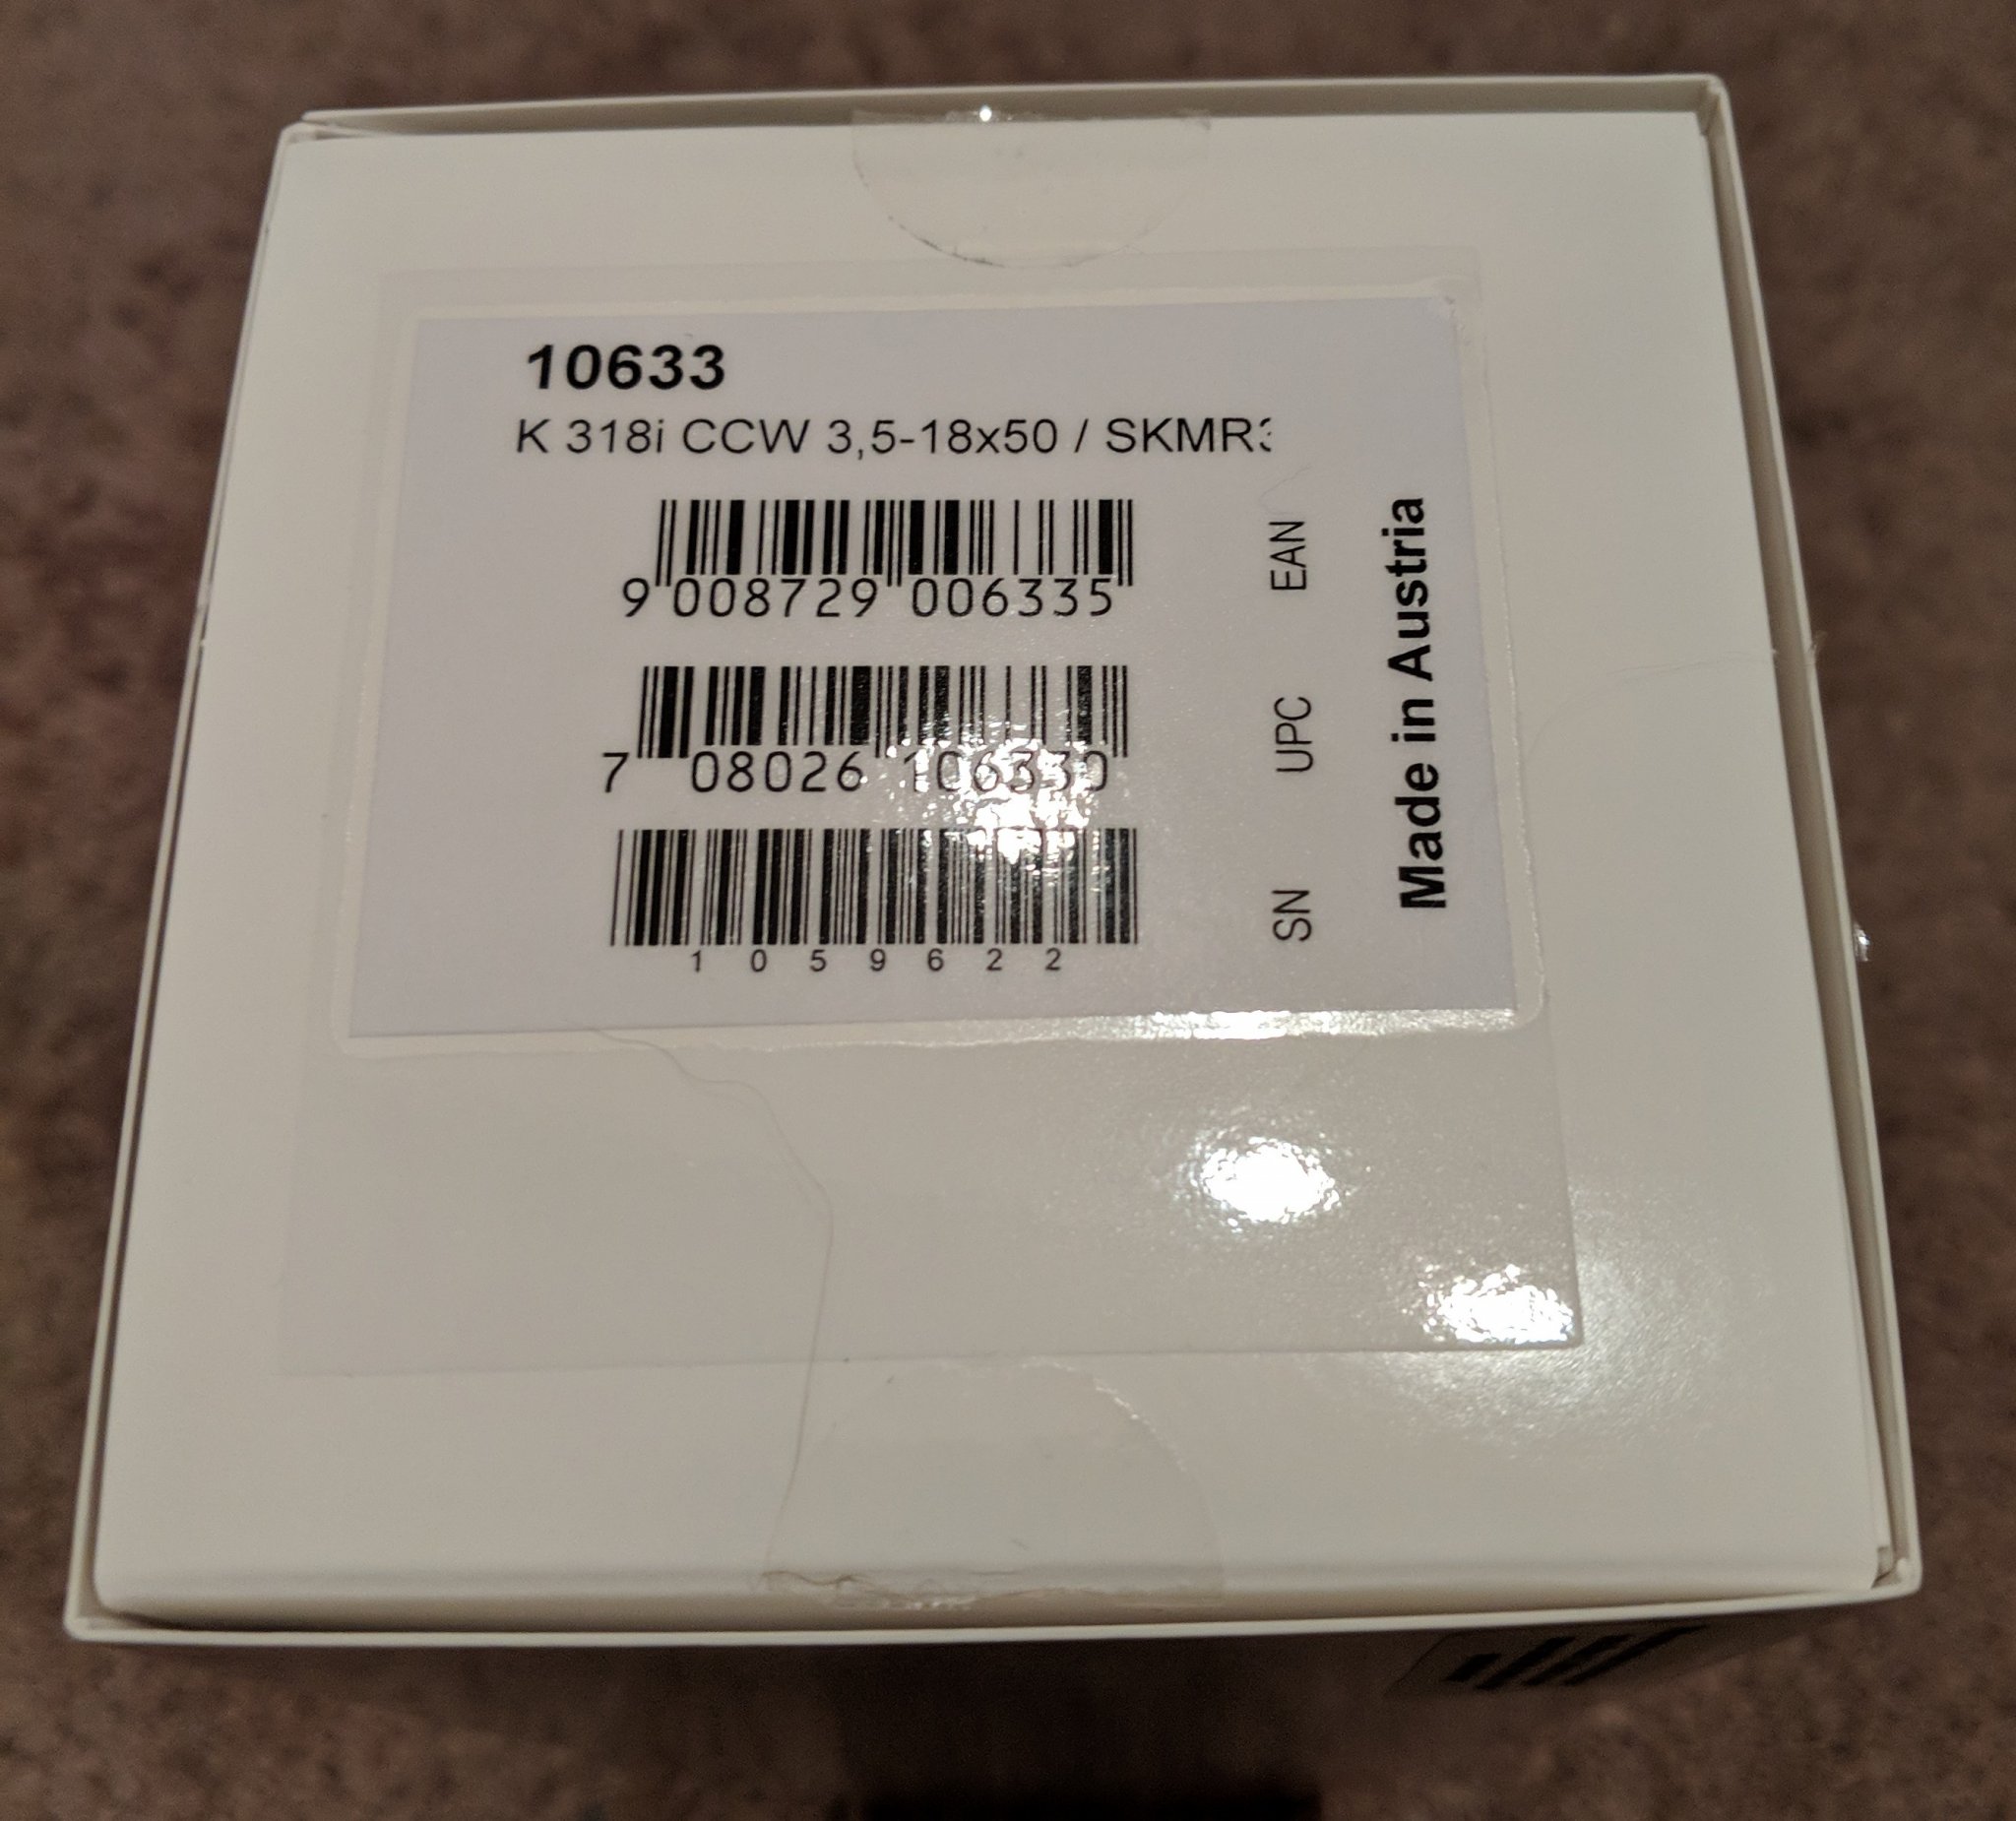 10633
K 318i CCW 3,5-18x50 / SKMR3
9 008729 006335
EAN
7 08026 106330
UPC
1 0 5 9 6 2 2
SN
Made in Austria